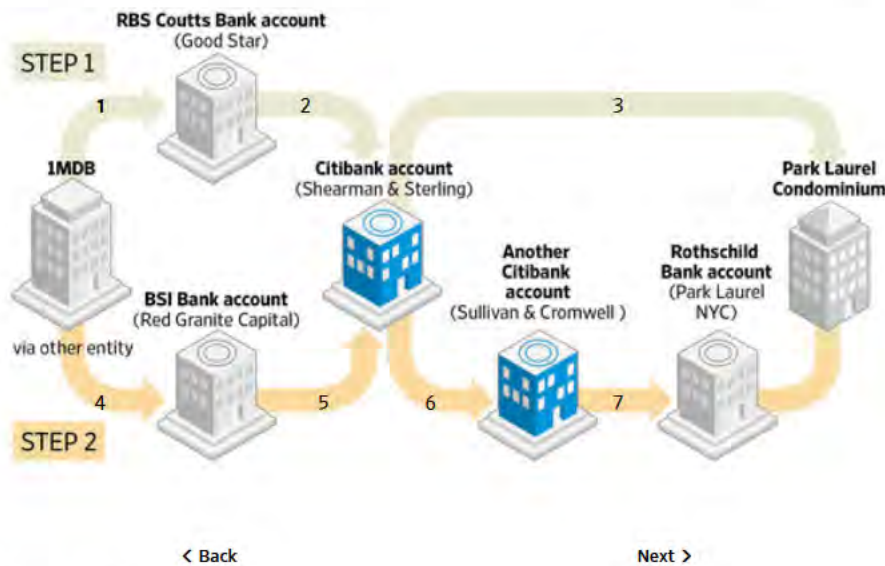 RBS Coutts Bank account
(Good Star)
STEP 1
1
2
3
1MDB
Citibank account
(Shearman & Sterling)
Park Laurel
Condominium
Another
Citibank
account
(Sullivan & Cromwell )
Rothschild
Bank account
(Park Laurel
NYC)
BSI Bank account
(Red Granite Capital)
via other entity
4
5
6
7
STEP 2
< Back
Next >